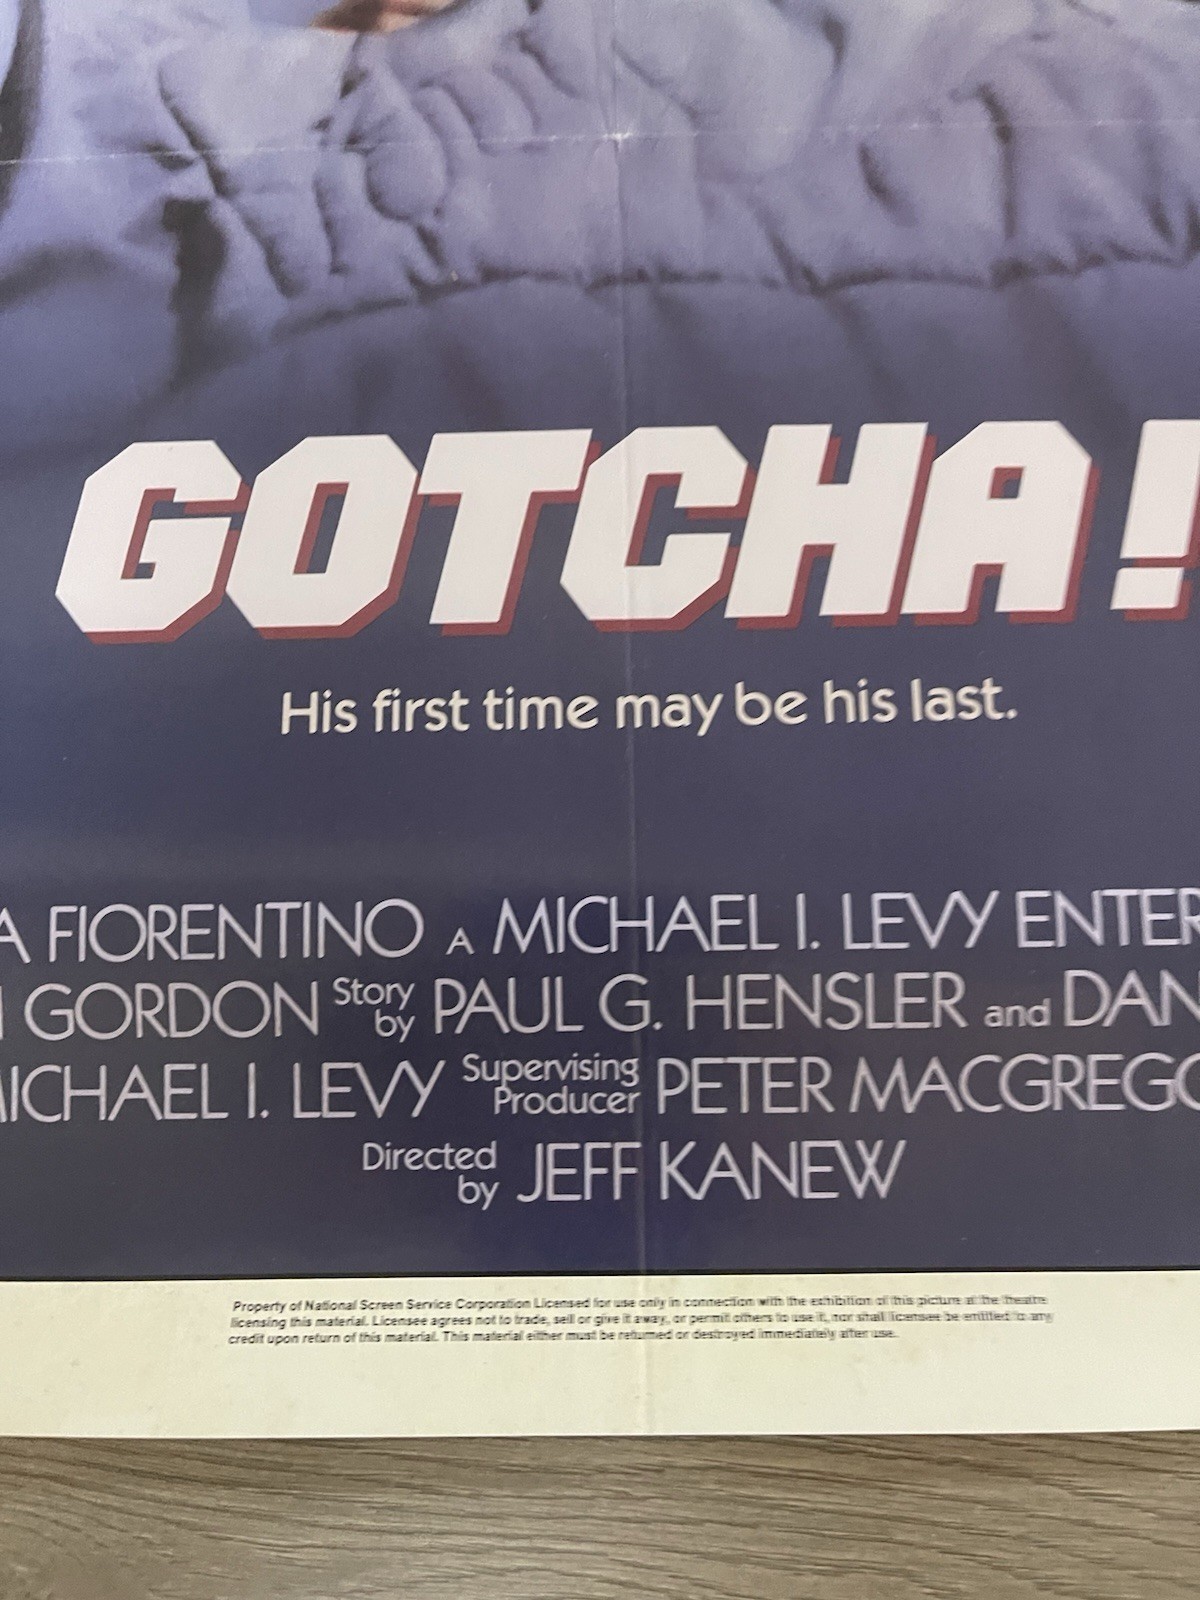 GOTCHA!
His first time may be his last.
A FIORENTINO A MICHAEL I. LEVY ENTER
GORDON Story by PAUL G. HENSLER and DAN
MICHAEL I. LEVY Supervising Producer PETER MACGREGO
Directed by JEFF KANEW
Property of National Screen Service Corporation Licensed for use only in connection with the exhibition of this picture at the theatre
licensing this material. Licensee agrees not to trade, sell or give it away, or permit others to use it, nor shall licensee be entitled to any
credit upon return of this material. This material either must be returned or destroyed immediately after use.